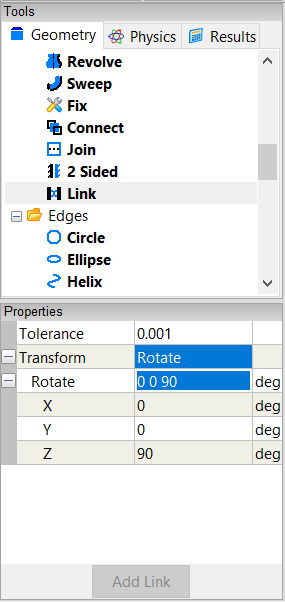 Tools
Geometry Physics Results
Revolve
Sweep
Fix
Connect
Join
2 Sided
Link
Edges
Circle
Ellipse
Helix
Properties
Tolerance 0.001
Transform Rotate
Rotate 0 0 90 deg
X 0 deg
Y 0 deg
Z 90 deg
Add Link